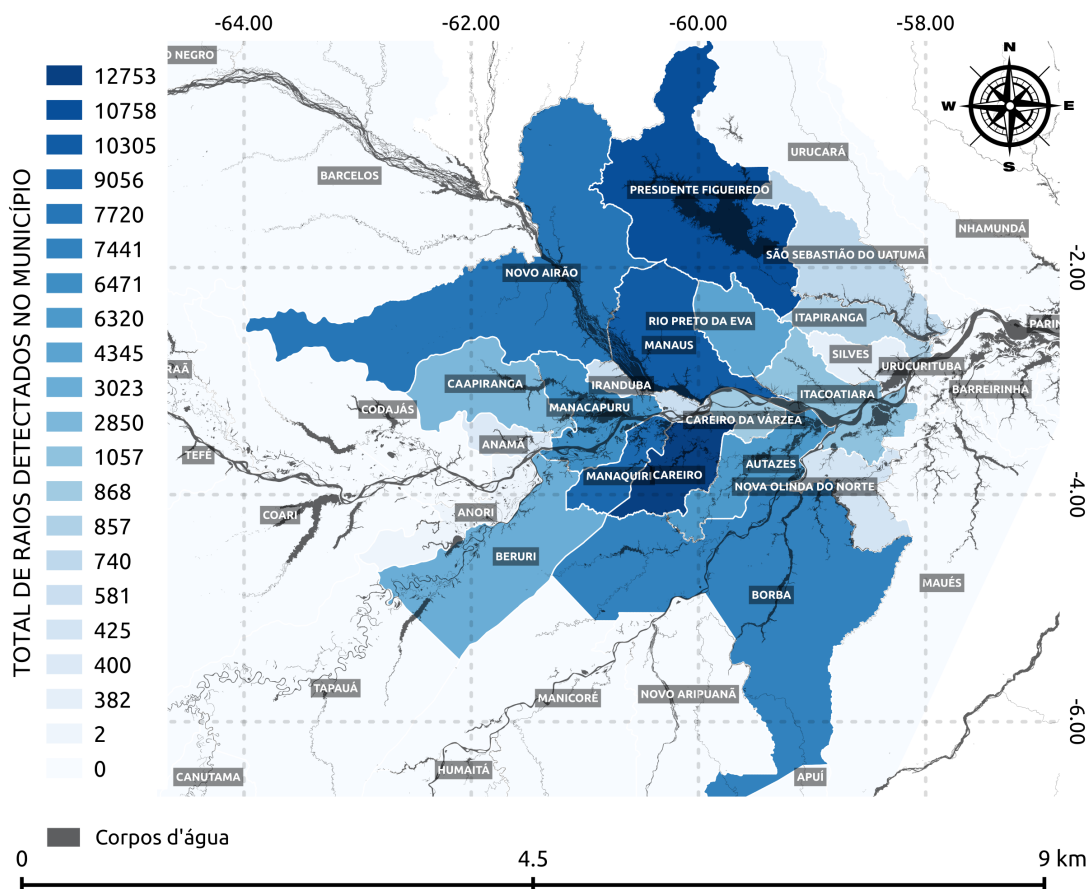 -64.00
-62.00
-60.00
-58.00
N
W
E
S
TOTAL DE RAIOS DETECTADOS NO MUNICÍPIO
12753
10758
10305
9056
7720
7441
6471
6320
4345
3023
2850
1057
868
857
740
581
425
400
382
2
0
O NEGRO
BARCELOS
URUCARÁ
PRESIDENTE FIGUEIREDO
NHAMUNDÁ
SÃO SEBASTIÃO DO UATUMÃ
-2.00
NOVO AIRÃO
RIO PRETO DA EVA
ITAPIRANGA
PARIN
MANAUS
SILVES
URUCURITUBA
RAÃ
CAAPIRANGA
IRANDUBA
BARREIRINHA
ITACOATIARA
CODAJÁS
MANACAPURU
CAREIRO DA VÁRZEA
ANAMÃ
TEFÉ
AUTAZES
MANAQUIRI
CAREIRO
NOVA OLINDA DO NORTE
-4.00
COARI
ANORI
BERURI
MAUÉS
BORBA
TAPAUÁ
MANICORÉ
NOVO ARIPUANÃ
-6.00
CANUTAMA
HUMAITÁ
APUÍ
Corpos d'água
0
4.5
9 km